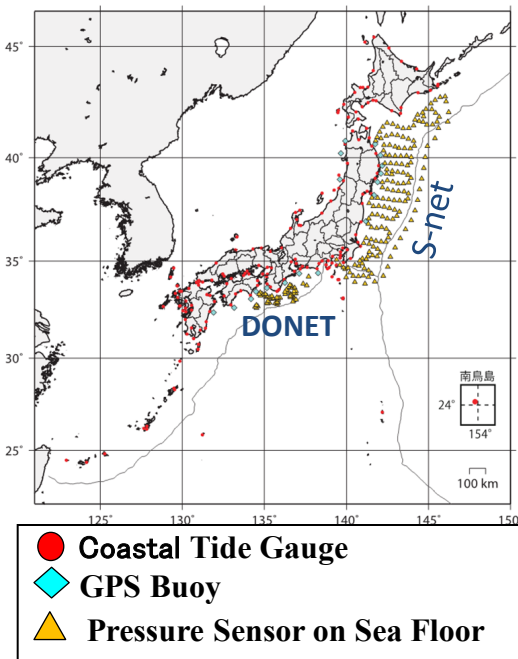 45°
40°
S-net
35°
DONET
30°
南鳥島
24°
154°
25°
100 km
125°
130°
135°
140°
145°
150
Coastal Tide Gauge
GPS Buoy
Pressure Sensor on Sea Floor